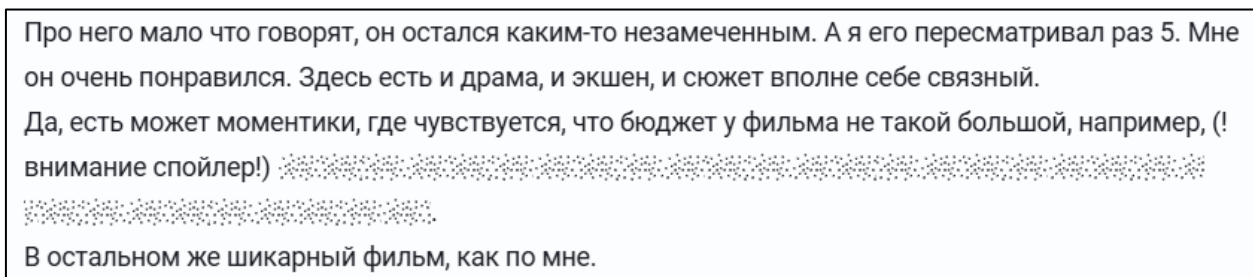 Про него мало что говорят, он остался каким-то незамеченным. А я его пересматривал раз 5. Мне
он очень понравился. Здесь есть и драма, и экшен, и сюжет вполне себе связный.
Да, есть может моментики, где чувствуется, что бюджет у фильма не такой большой, например, (!
внимание спойлер!)
.
В остальном же шикарный фильм, как по мне.